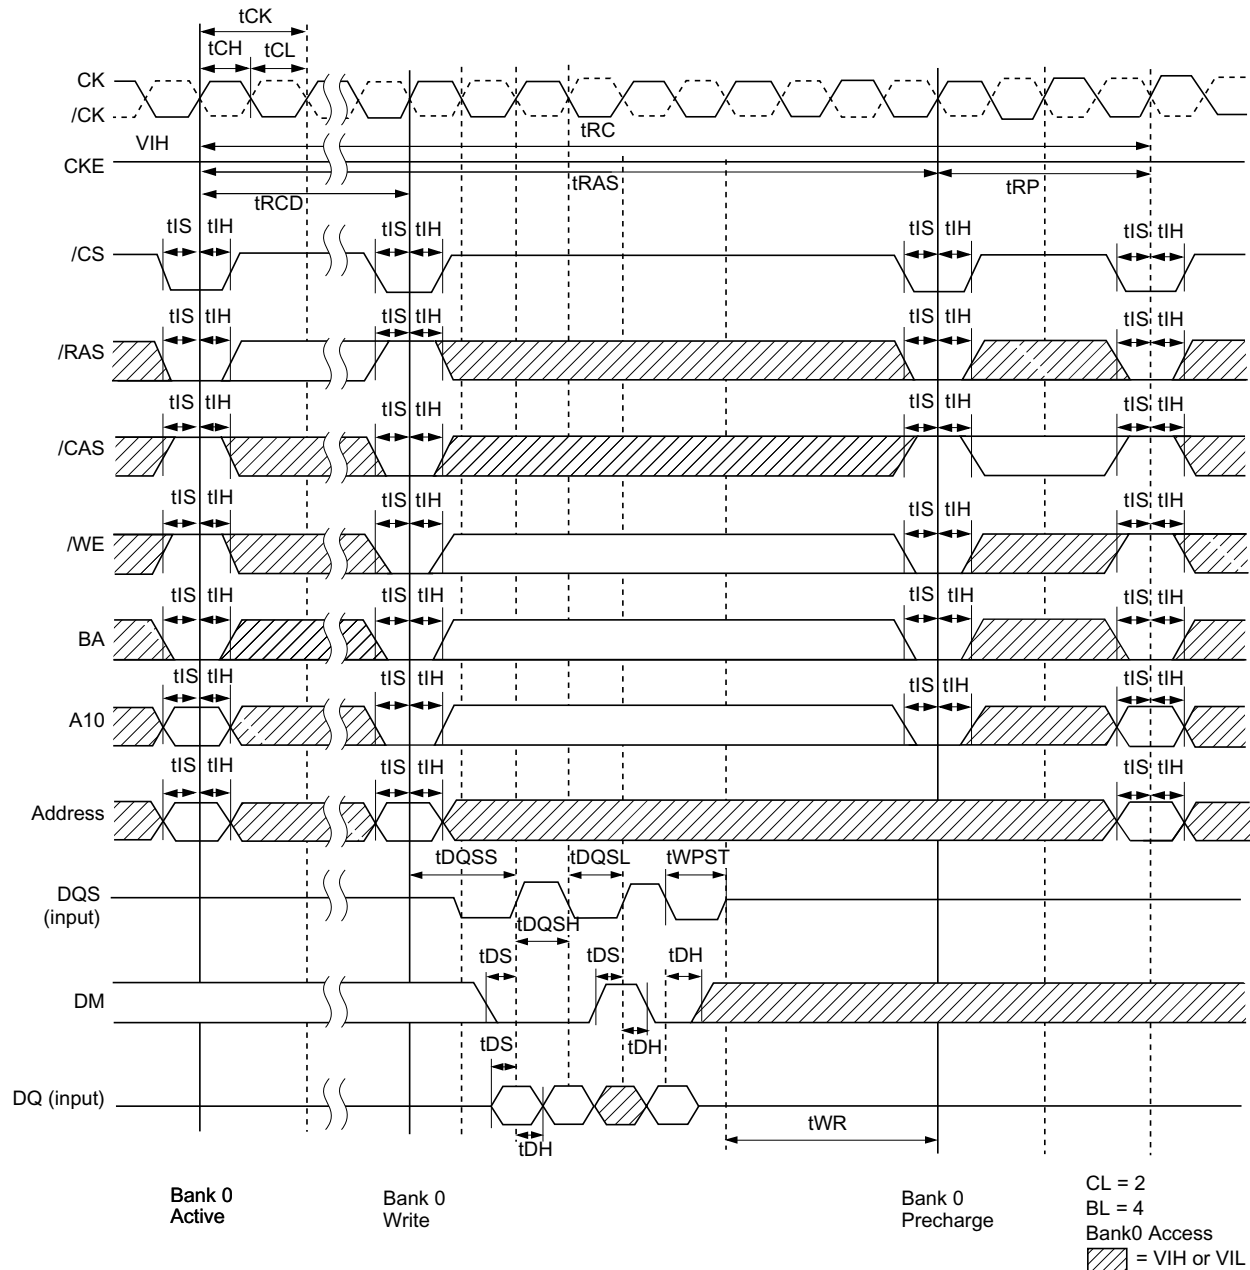 tCK
tCH tCL
CK
/CK
tRC
VIH
CKE
tRAS
tRP
tRCD
tIS tIH tIS tIH tIS tIH tIS tIH
/CS
tIS tIH tIS tIH tIS tIH tIS tIH
/RAS
tIS tIH tIS tIH tIS tIH tIS tIH
/CAS
tIS tIH tIS tIH tIS tIH tIS tIH
/WE
tIS tIH tIS tIH tIS tIH tIS tIH
BA
tIS tIH tIS tIH tIS tIH tIS tIH
A10
tIS tIH tIS tIH tIS tIH
Address
tDQSS tDQSL tWPST
DQS
(input)
tDQSH
tDS tDS tDH
DM
tDS tDH
DQ (input)
tDH
tWR
Bank 0
Active
Bank 0
Write
Bank 0
Precharge
CL = 2
BL = 4
Bank0 Access
= VIH or VIL